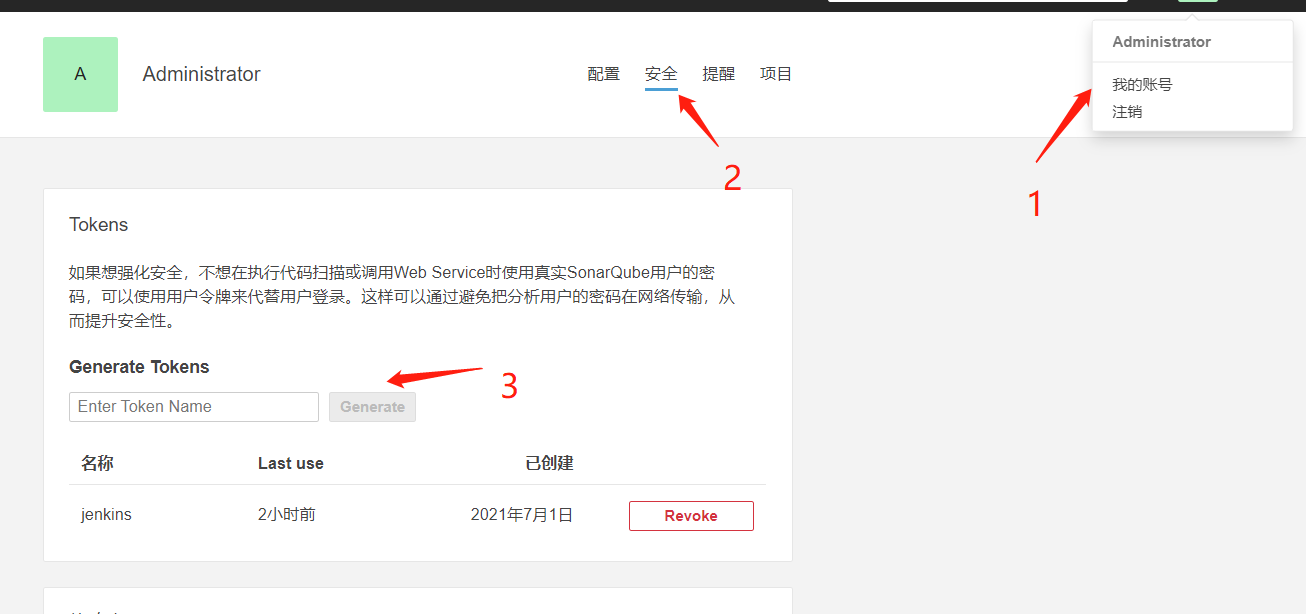 A
Administrator
配置 安全 提醒 项目
Administrator
我的账号
注销
1
2
Tokens
如果想强化安全，不想在执行代码扫描或调用Web Service时使用真实SonarQube用户的密
码，可以使用用户令牌来代替用户登录。这样可以通过避免把分析用户的密码在网络传输，从
而提升安全性。
Generate Tokens
3
Enter Token Name Generate
名称 Last use 已创建
jenkins 2小时前 2021年7月1日 Revoke